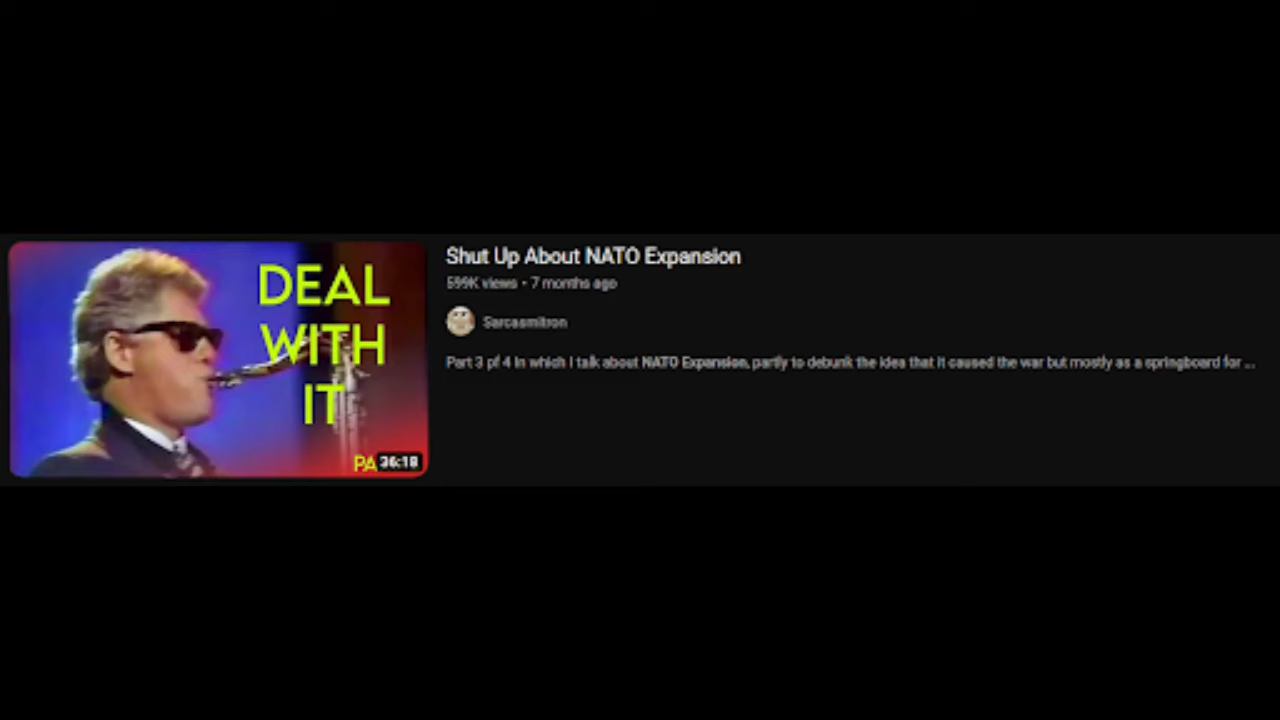 DEAL
WITH
IT
PA
36:18
Shut Up About NATO Expansion
599K views • 7 months ago
Sarcasmitron
Part 3 pf 4 in which I talk about NATO Expansion, partly to debunk the idea that it caused the war but mostly as a springboard for ...